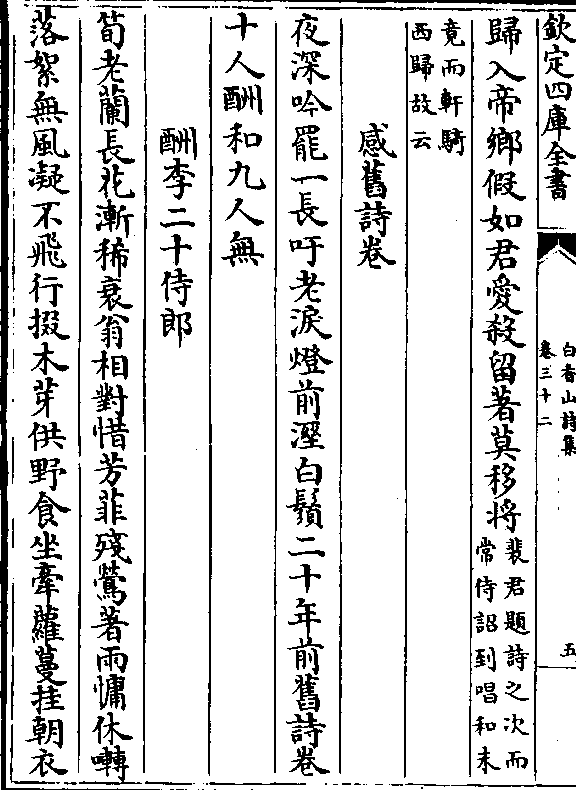 欽定四庫全書
白香山詩集
卷三十二
五
歸入帝鄉假如君愛殺留著莫移將
裴君題詩之次而
常侍詔到唱和未
竟而軒騎
西歸故云
感舊詩卷
夜深吟罷一長吁老淚燈前溼白鬚二十年前舊詩卷
十人酬和九人無
酬李二十侍郎
筍老蘭長花漸稀衰翁相對惜芳菲殘鶯著雨慵休囀
落絮無風凝不飛行掇木芽供野食坐牽蘿蔓挂朝衣